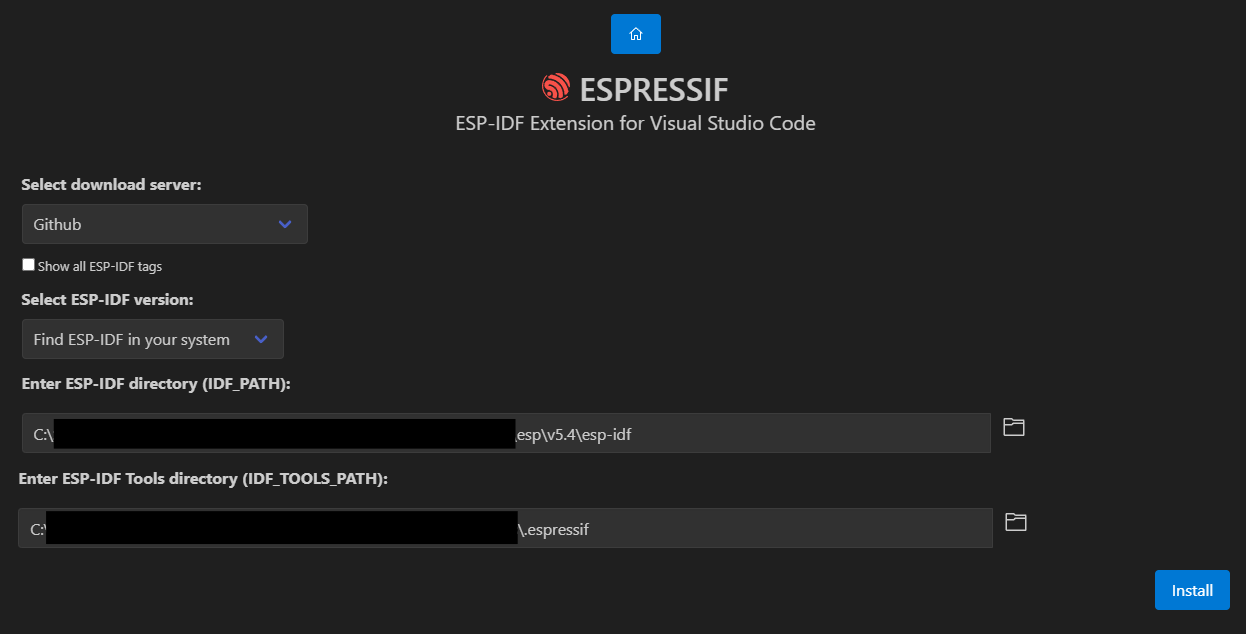 ESPRESSIF
ESP-IDF Extension for Visual Studio Code
Select download server:
Github
Show all ESP-IDF tags
Select ESP-IDF version:
Find ESP-IDF in your system
Enter ESP-IDF directory (IDF_PATH):
C:\ \esp\v5.4\esp-idf
Enter ESP-IDF Tools directory (IDF_TOOLS_PATH):
C:\ \.espressif
Install